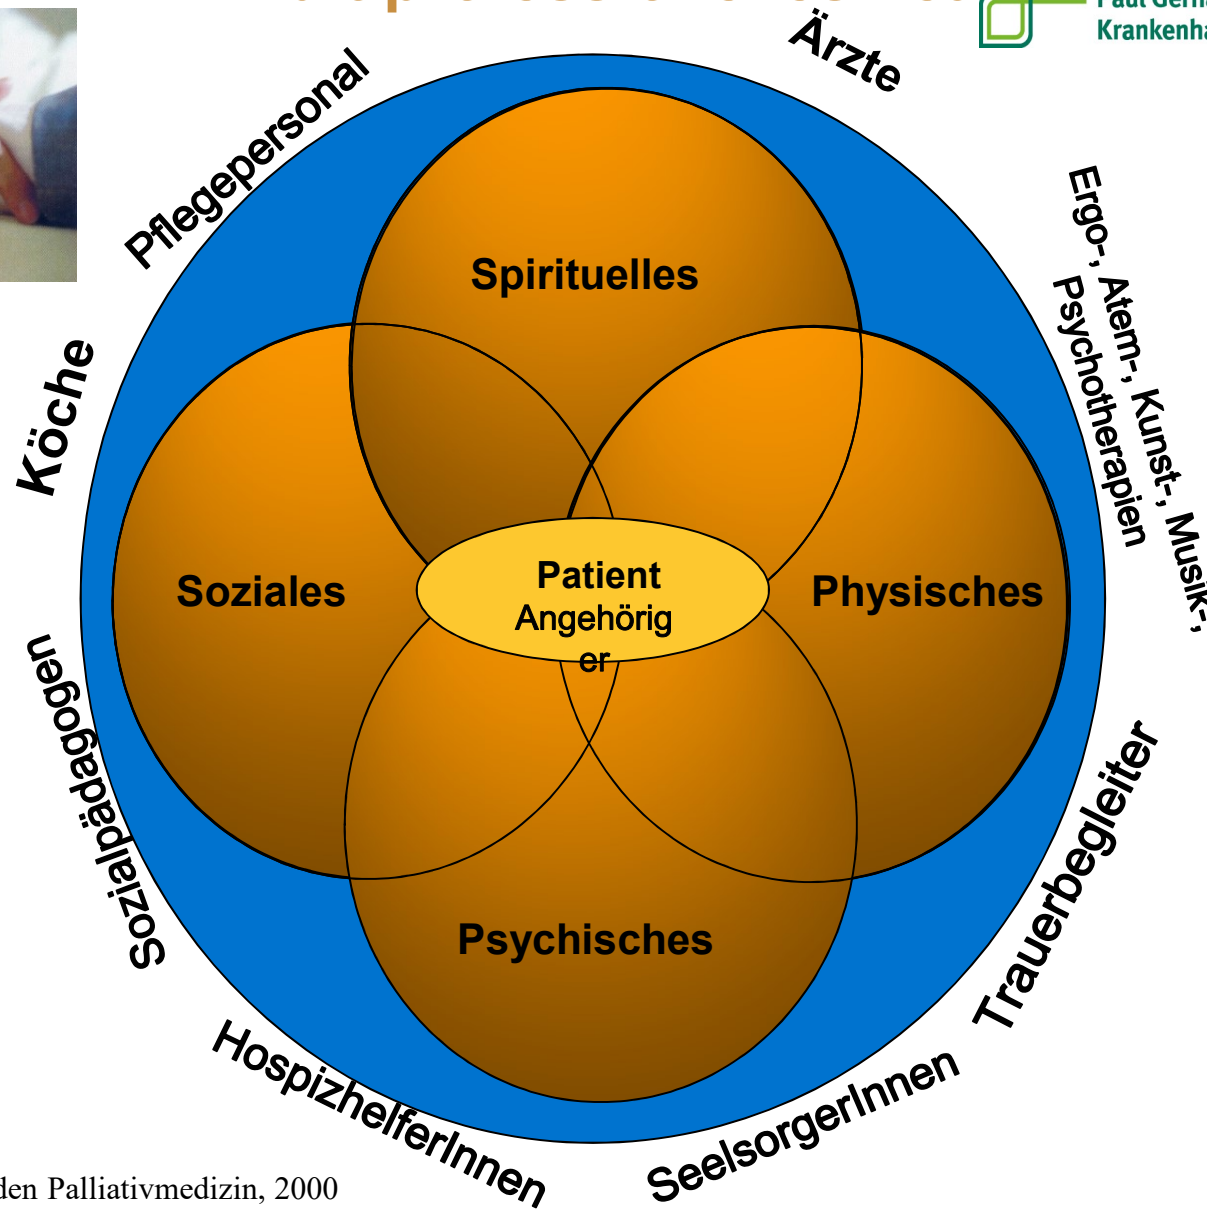 Krankenha
Ärzte
Pflegepersonal
Ergo-, Atem-, Kunst-, Musik-,
Psychotherapien
Spirituelles
Köche
Soziales
Patient
Angehörig
er
Physisches
Sozialpädagogen
Trauerbegleiter
Psychisches
HospizhelferInnen
SeelsorgerInnen
den Palliativmedizin, 2000